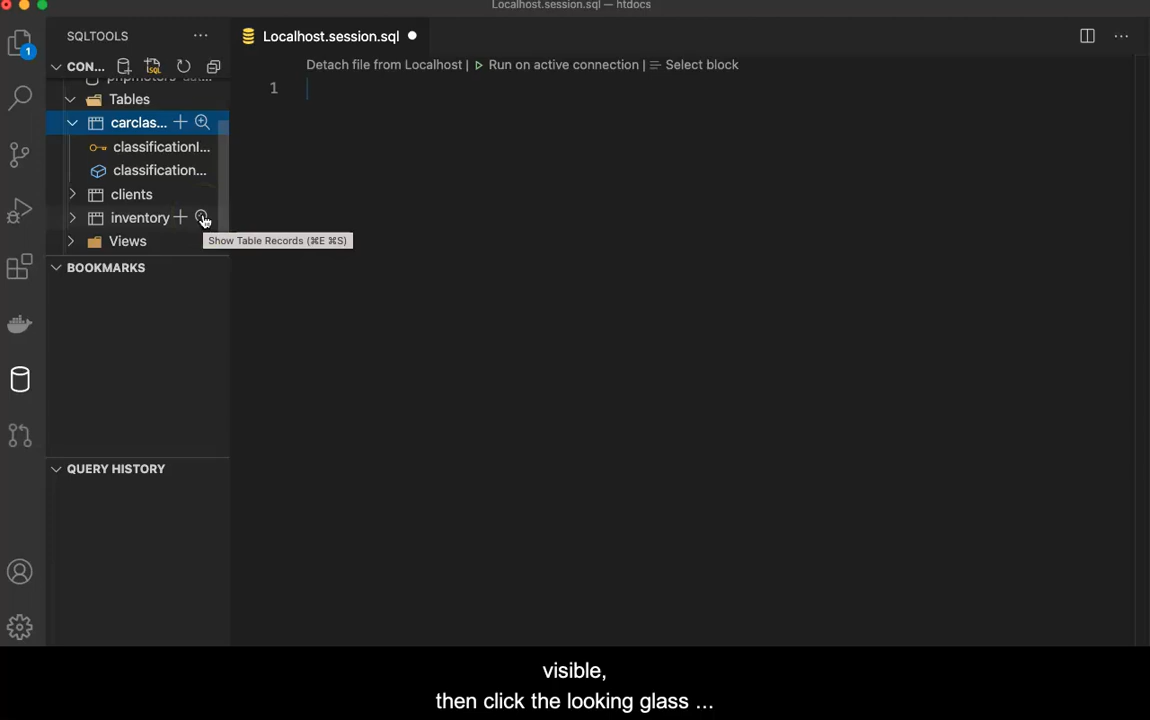 Localhost.session.sql — htdocs
SQLTOOLS
Localhost.session.sql
1
CON...
Detach file from Localhost | Run on active connection | Select block
1
Tables
carclas...
classificationI...
classification...
clients
inventory
Views
Show Table Records (⌘E ⌘S)
BOOKMARKS
QUERY HISTORY
visible,
then click the looking glass ...